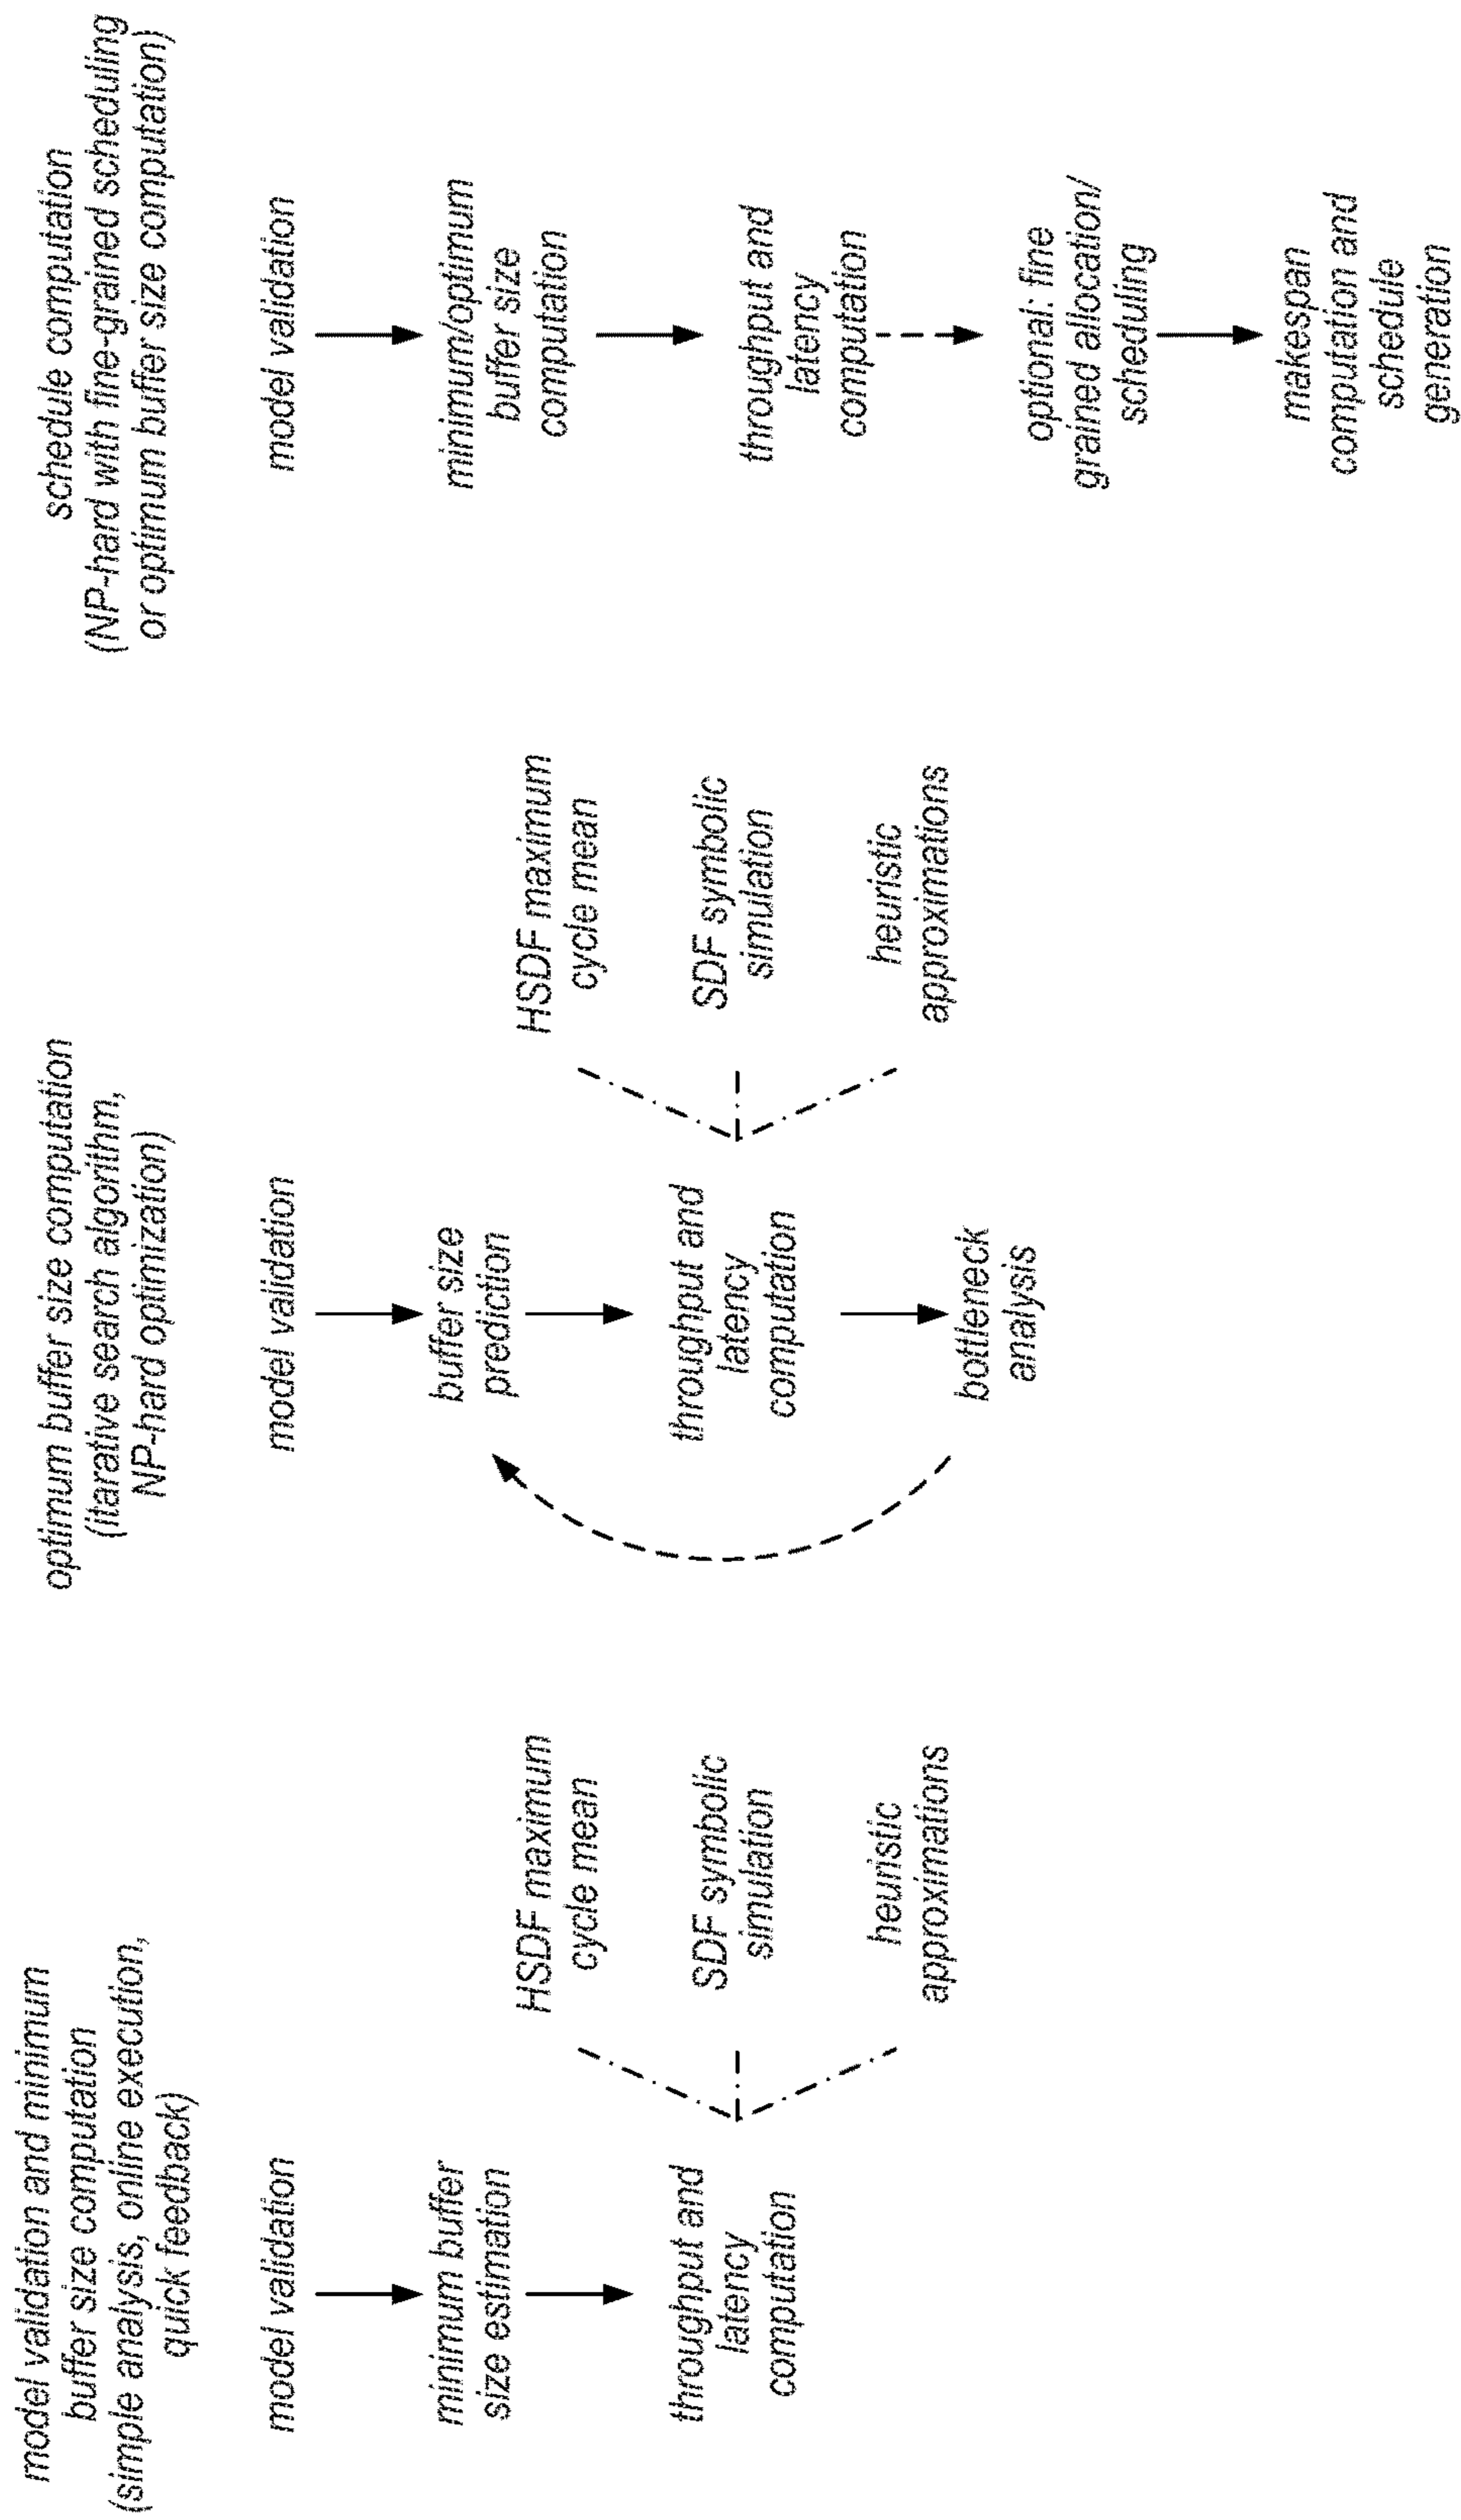 model validation and minimum
buffer size computation
(simple analysis, online execution,
quick feedback)
model validation
minimum buffer
size estimation
throughput and
latency
computation
HSDF maximum
cycle mean
SDF symbolic
simulation
heuristic
approximations
optimum buffer size computation
(itarative search algorithm,
NP-hard optimization)
model validation
buffer size
prediction
throughput and
latency
computation
bottleneck
analysis
HSDF maximum
cycle mean
SDF symbolic
simulation
heuristic
approximations
schedule computation
(NP-hard with fine-grained scheduling
or optimum buffer size computation)
model validation
minimum/optimum
buffer size
computation
throughput and
latency
computation
optional: fine
grained allocation/
scheduling
makespan
computation and
schedule
generation